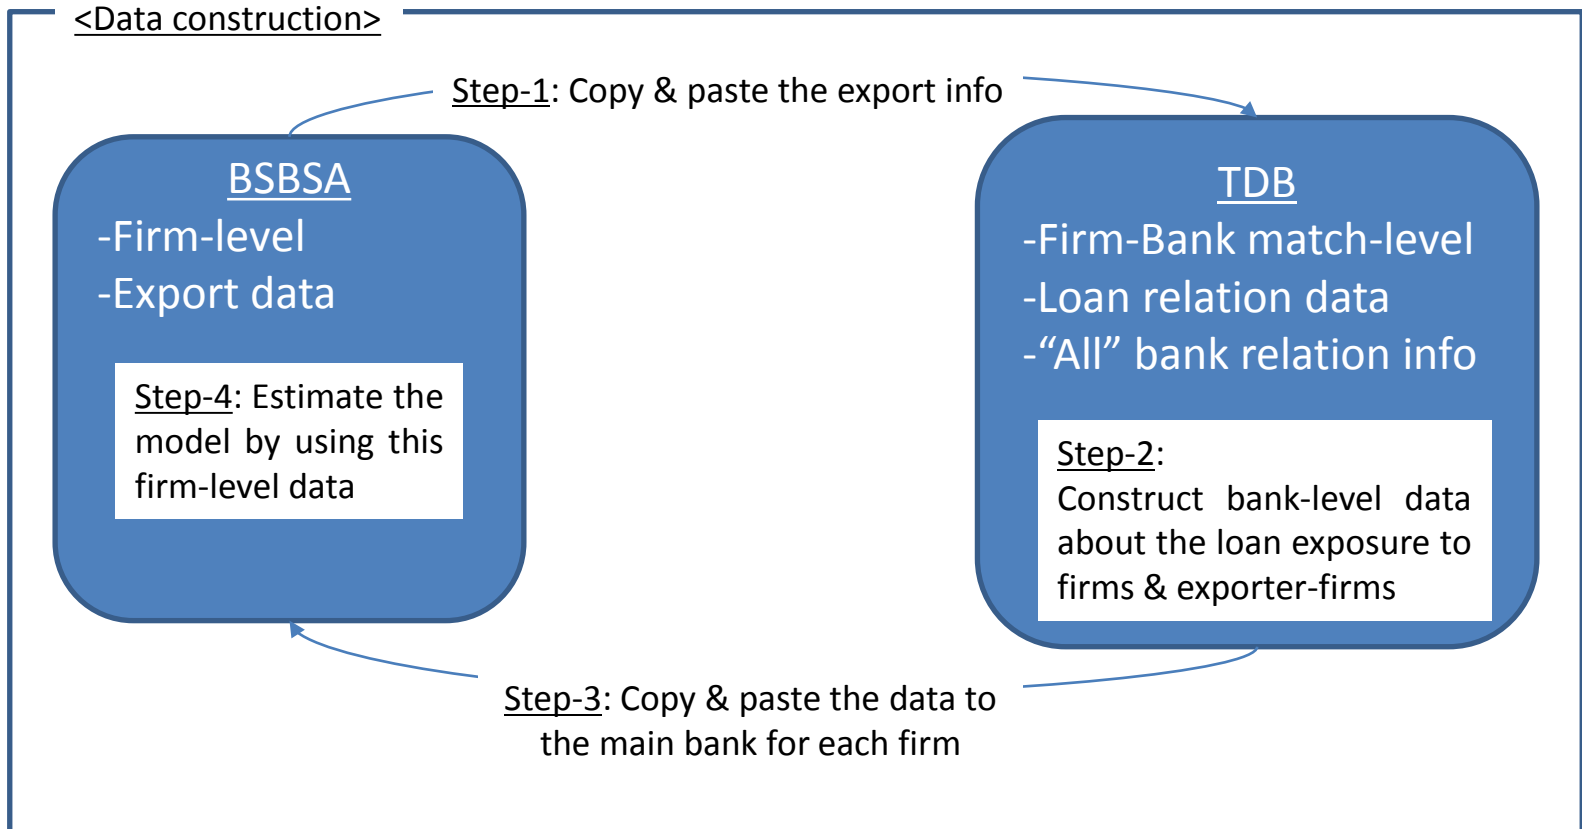 <Data construction>
Step-1: Copy & paste the export info
BSBSA
-Firm-level
-Export data
Step-4: Estimate the
model by using this
firm-level data
TDB
-Firm-Bank match-level
-Loan relation data
-“All” bank relation info
Step-2:
Construct bank-level data
about the loan exposure to
firms & exporter-firms
Step-3: Copy & paste the data to
the main bank for each firm